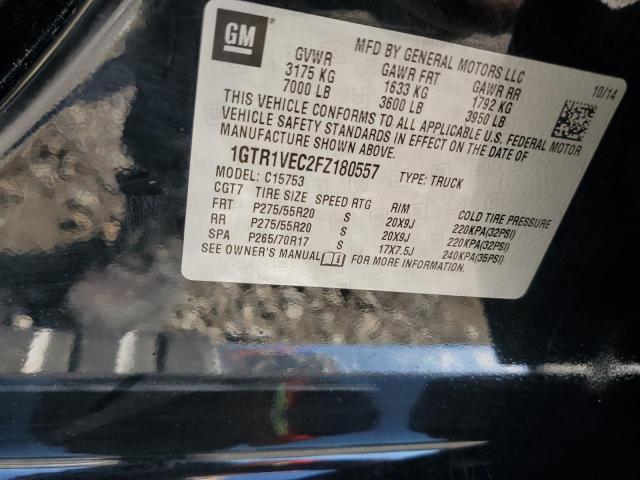 GM
MFD BY GENERAL MOTORS LLC
10/14
GVWR GAWR FRT GAWR RR
3175 KG 1633 KG 1792 KG
7000 LB 3600 LB 3950 LB
THIS VEHICLE CONFORMS TO ALL APPLICABLE U.S. FEDERAL MOTOR
VEHICLE SAFETY STANDARDS IN EFFECT ON THE DATE OF
MANUFACTURE SHOWN ABOVE.
1GTR1VEC2FZ180557 TYPE: TRUCK
MODEL: C15753
CGT7 TIRE SIZE SPEED RTG RIM COLD TIRE PRESSURE
FRT P275/55R20 S 20X9J 220KPA(32PSI)
RR P275/55R20 S 20X9J 220KPA(32PSI)
SPA P265/70R17 S 17X7.5J 240KPA(35PSI)
SEE OWNER'S MANUAL FOR MORE INFORMATION.